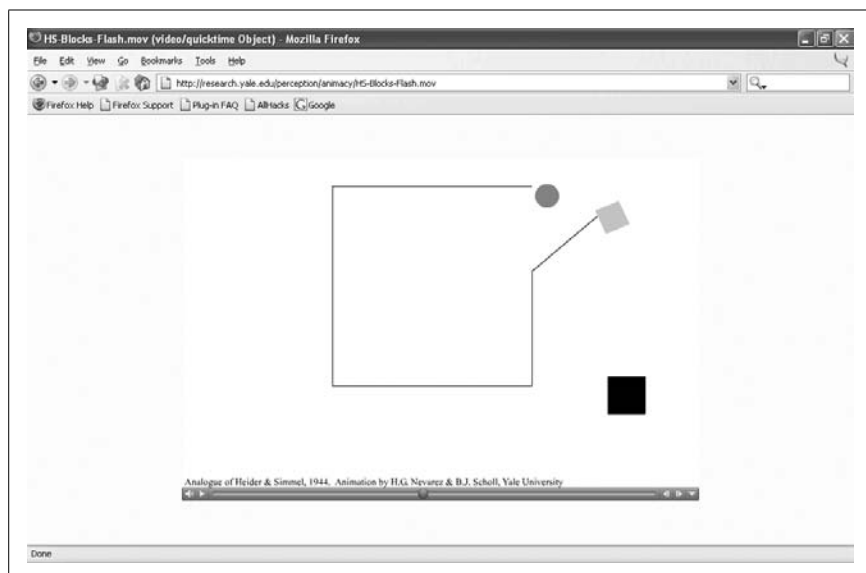 HS-Blocks-Flash.mov (video/quicktime Object) - Mozilla Firefox
File Edit View Go Bookmarks Tools Help
http://research.yale.edu/perception/animacy/HS-Blocks-Flash.mov
Firefox Help Firefox Support Plug-in FAQ AllHacks Google
Analogue of Heider & Simmel, 1944. Animation by H.G. Nevarez & B.J. Scholl, Yale University
Done